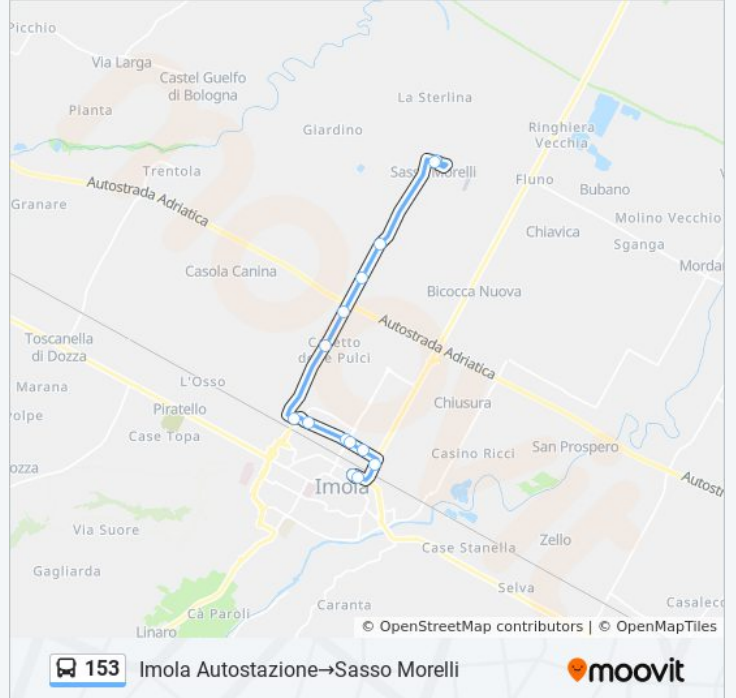 Picchio
Via Larga
Castel Guelfo
di Bologna
La Sterlina
Pianta
Giardino
Ringhiera
Vecchia
Tarentola
Sasso Morelli
Fluno
Bubano
Granare
Autostrada Adriatica
Molino Vecchio
Chiavica
Sganga
Casola Canina
Morda
Bicocca Nuova
Toscanella
di Dozza
Autostrada Adriatica
Marana
L'Osso
Chiusura
olpe
Piratello
Case Topa
San Prospero
Casino Ricci
ozza
Imola
Autostr
Via Suore
Zello
Case Stanella
Gagliarda
Selva
Cà Paroli
Caranta
Casalecc
Linaro
© OpenStreetMap contributors | © OpenMapTiles
153 Imola Autostazione→Sasso Morelli
moovit